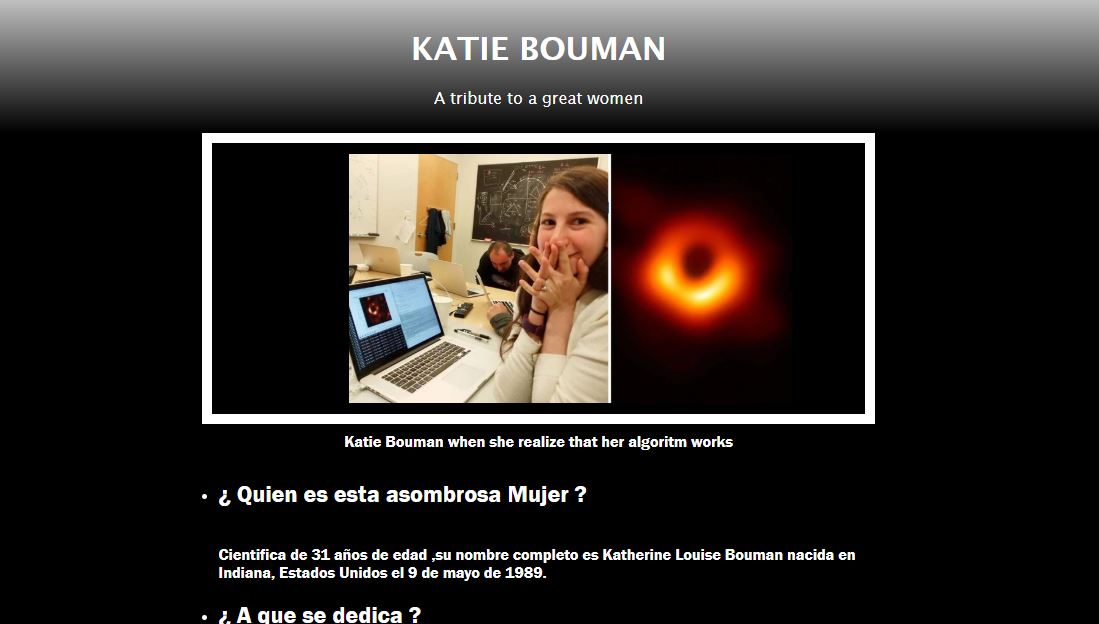 KATIE BOUMAN
A tribute to a great women
Katie Bouman when she realize that her algoritm works
• ¿ Quien es esta asombrosa Mujer ?
Cientifica de 31 años de edad ,su nombre completo es Katherine Louise Bouman nacida en
Indiana, Estados Unidos el 9 de mayo de 1989.
• ¿ A que se dedica ?